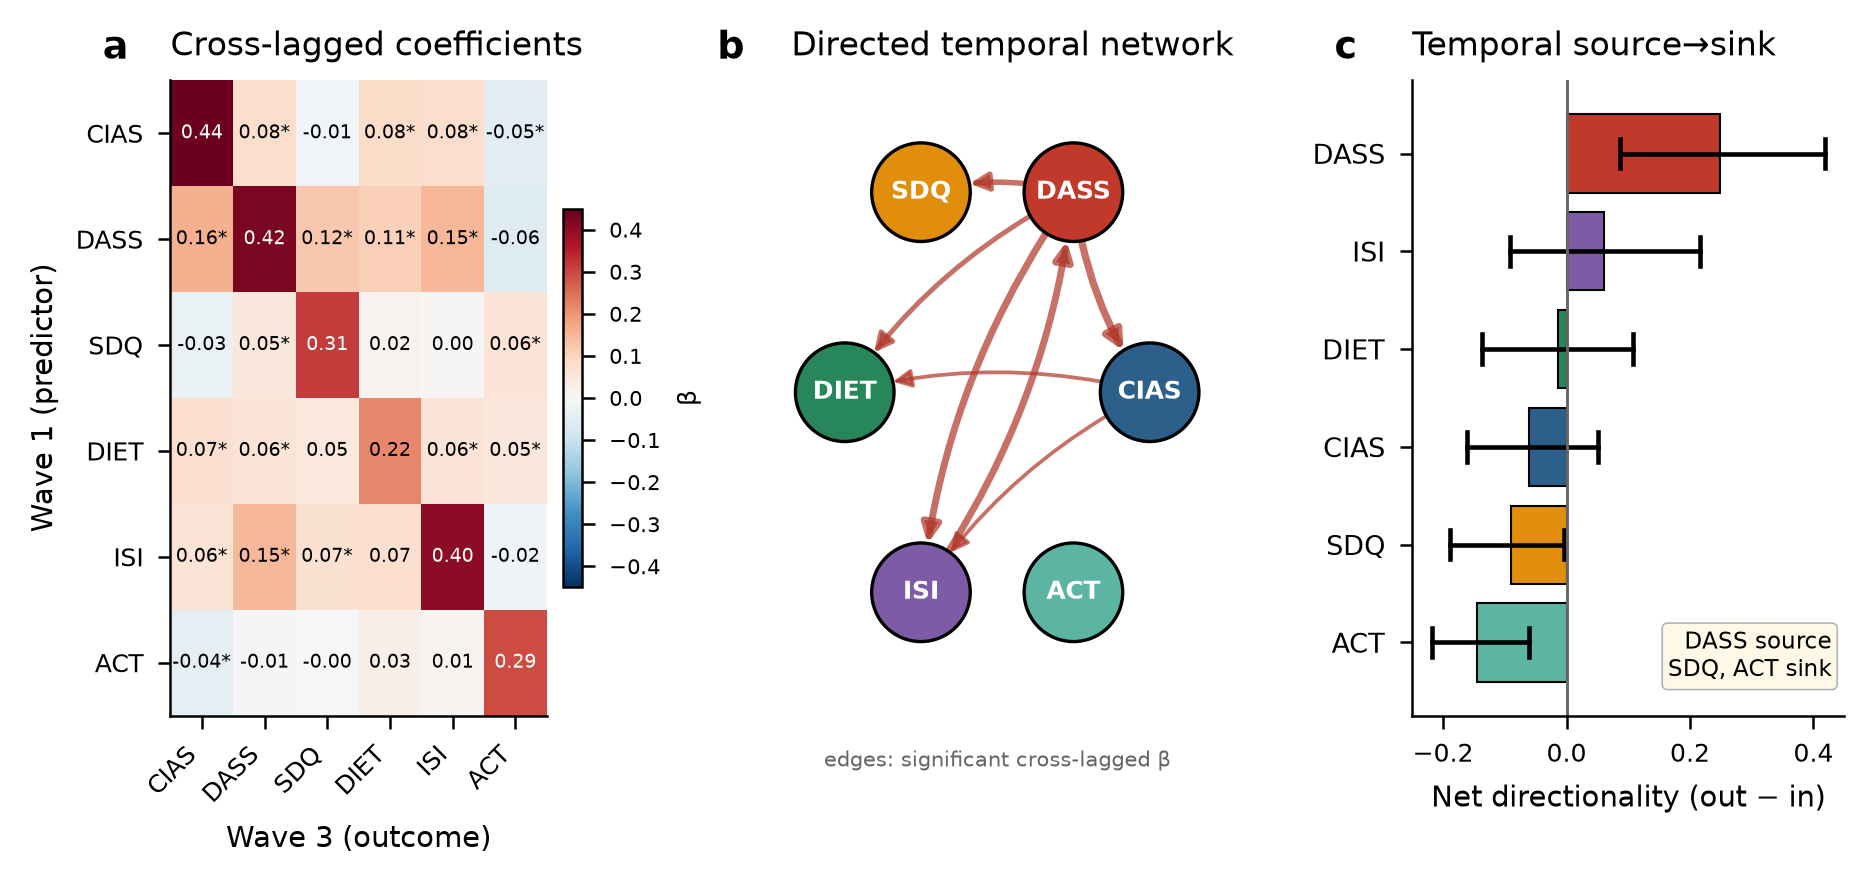 a Cross-lagged coefficients
Wave 1 (predictor)
CIAS 0.44 0.08* -0.01 0.08* 0.08* -0.05*
DASS 0.16* 0.42 0.12* 0.11* 0.15* -0.06
SDQ -0.03 0.05* 0.31 0.02 0.00 0.06*
DIET 0.07* 0.06* 0.05 0.22 0.06* 0.05*
ISI 0.06* 0.15* 0.07* 0.07 0.40 -0.02
ACT -0.04* -0.01 -0.00 0.03 0.01 0.29
CIAS DASS SDQ DIET ISI ACT
Wave 3 (outcome)
0.4
0.3
0.2
0.1
0.0
−0.1
−0.2
−0.3
−0.4
β
b Directed temporal network
SDQ DASS
DIET CIAS
ISI ACT
edges: significant cross-lagged β
c Temporal source→sink
DASS
ISI
DIET
CIAS
SDQ
ACT
DASS source
SDQ, ACT sink
−0.2 0.0 0.2 0.4
Net directionality (out − in)